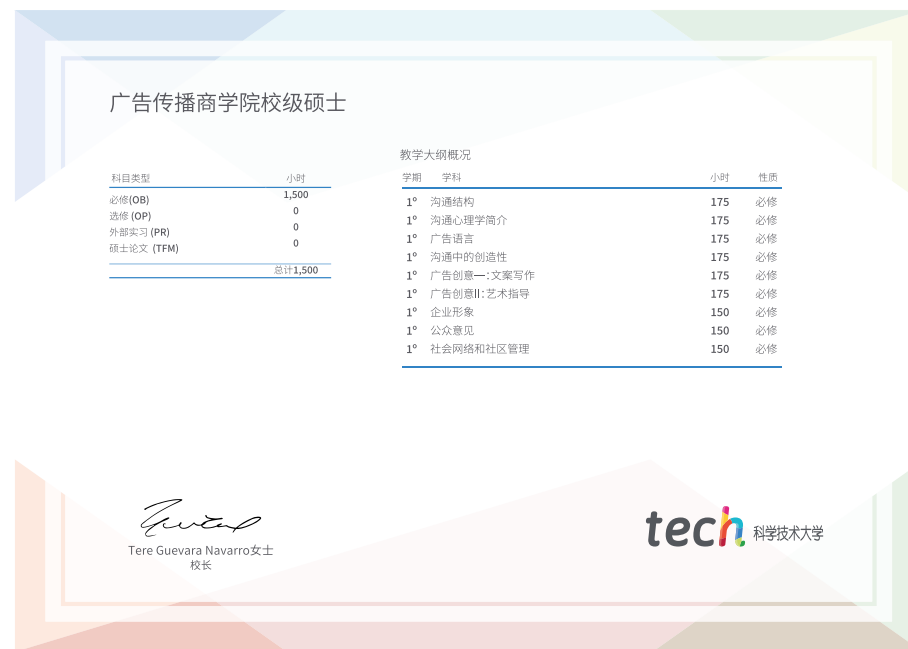 广告传播商学院校级硕士
科目类型 小时
必修(OB) 1,500
选修 (OP) 0
外部实习 (PR) 0
硕士论文 (TFM) 0
总计1,500
教学大纲概况
学期 学科 小时 性质
1º 沟通结构 175 必修
1º 沟通心理学简介 175 必修
1º 广告语言 175 必修
1º 沟通中的创造性 175 必修
1º 广告创意一:文案写作 175 必修
1º 广告创意II:艺术指导 175 必修
1º 企业形象 150 必修
1º 公众意见 150 必修
1º 社会网络和社区管理 150 必修
Tere Guevara Navarro女士
校长
tech 科学技术大学